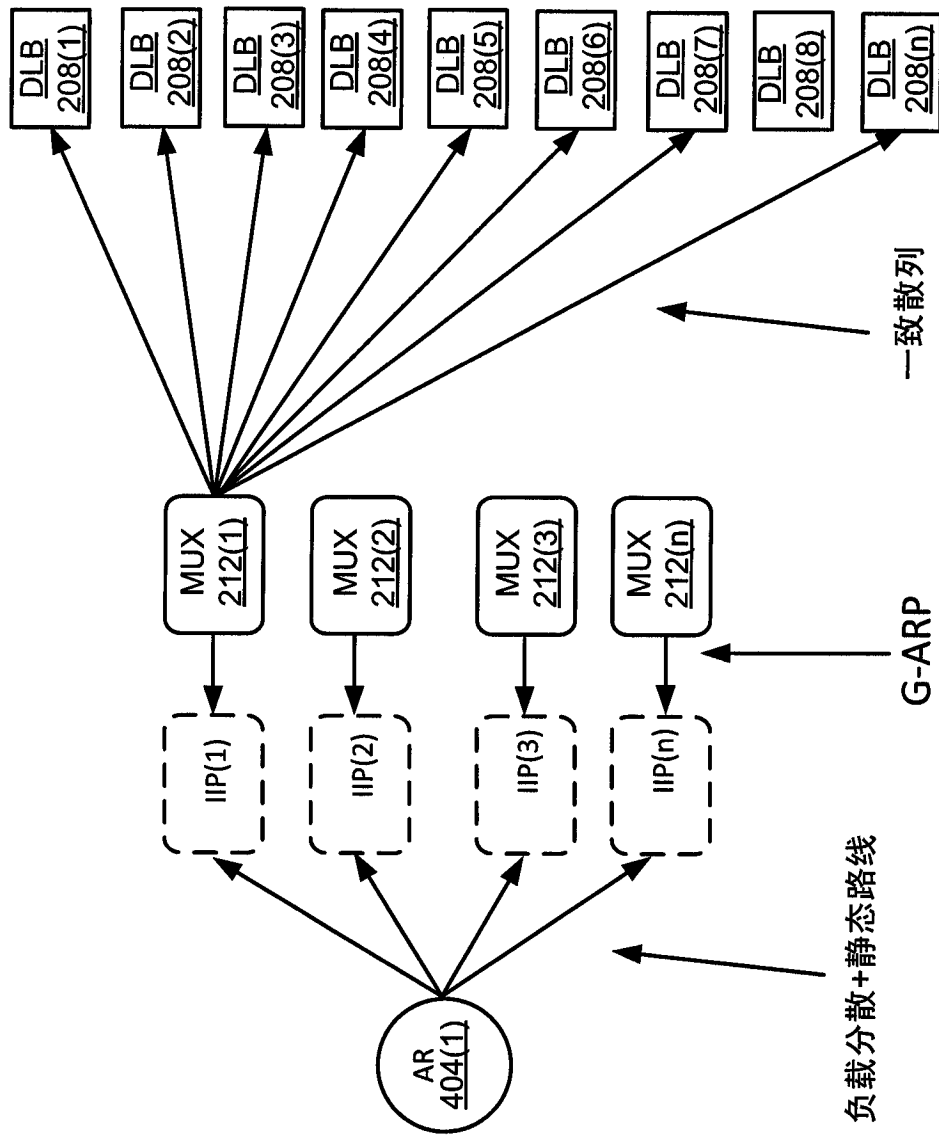 AR
404(1)
IIP(1)
IIP(2)
IIP(3)
IIP(n)
MUX
212(1)
MUX
212(2)
MUX
212(3)
MUX
212(n)
DLB
208(1)
DLB
208(2)
DLB
208(3)
DLB
208(4)
DLB
208(5)
DLB
208(6)
DLB
208(7)
DLB
208(8)
DLB
208(n)
负载分散+静态路线
G-ARP
一致散列